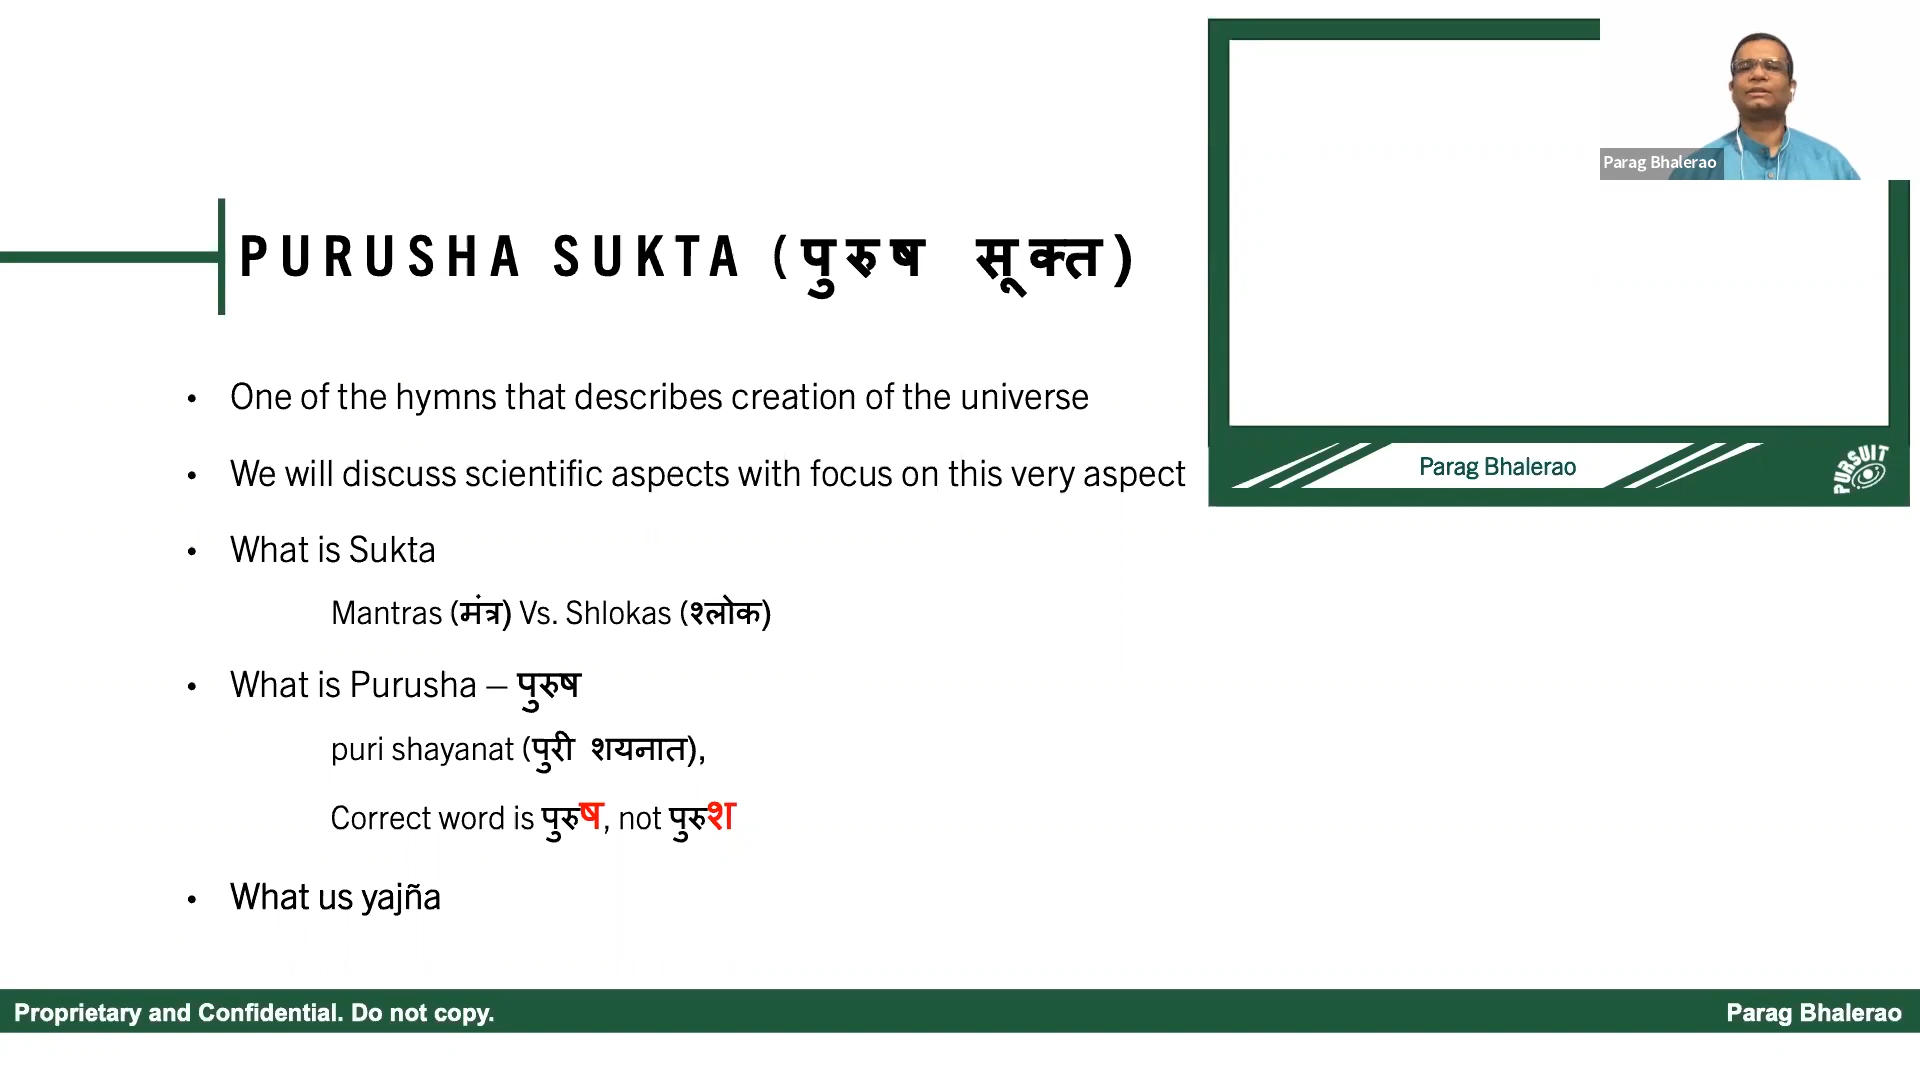 Parag Bhalerao
PURUSHA SUKTA (पुरुष सूक्त)
• One of the hymns that describes creation of the universe
• We will discuss scientific aspects with focus on this very aspect
Parag Bhalerao
PURSUIT
• What is Sukta
Mantras (मंत्र) Vs. Shlokas (श्लोक)
• What is Purusha – पुरुष
puri shayanat (पुरी शयनात),
Correct word is पुरुष, not पुरुश
• What us yajña
Proprietary and Confidential. Do not copy.
Parag Bhalerao